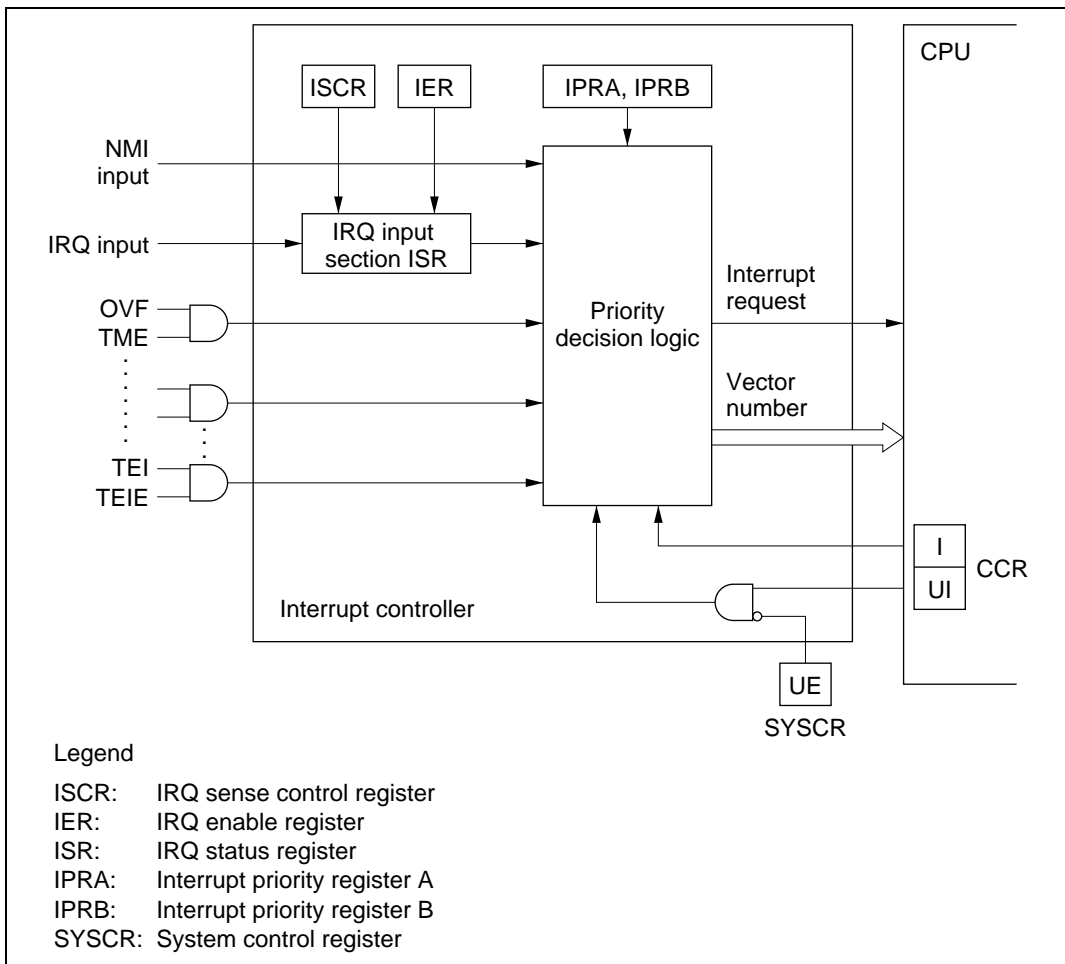 CPU
ISCR
IER
IPRA, IPRB
NMI
input
IRQ input
IRQ input
section ISR
OVF
TME
Priority
decision logic
Interrupt
request
Vector
number
TEI
TEIE
I
UI
CCR
Interrupt controller
UE
SYSCR
Legend
ISCR: IRQ sense control register
IER: IRQ enable register
ISR: IRQ status register
IPRA: Interrupt priority register A
IPRB: Interrupt priority register B
SYSCR: System control register